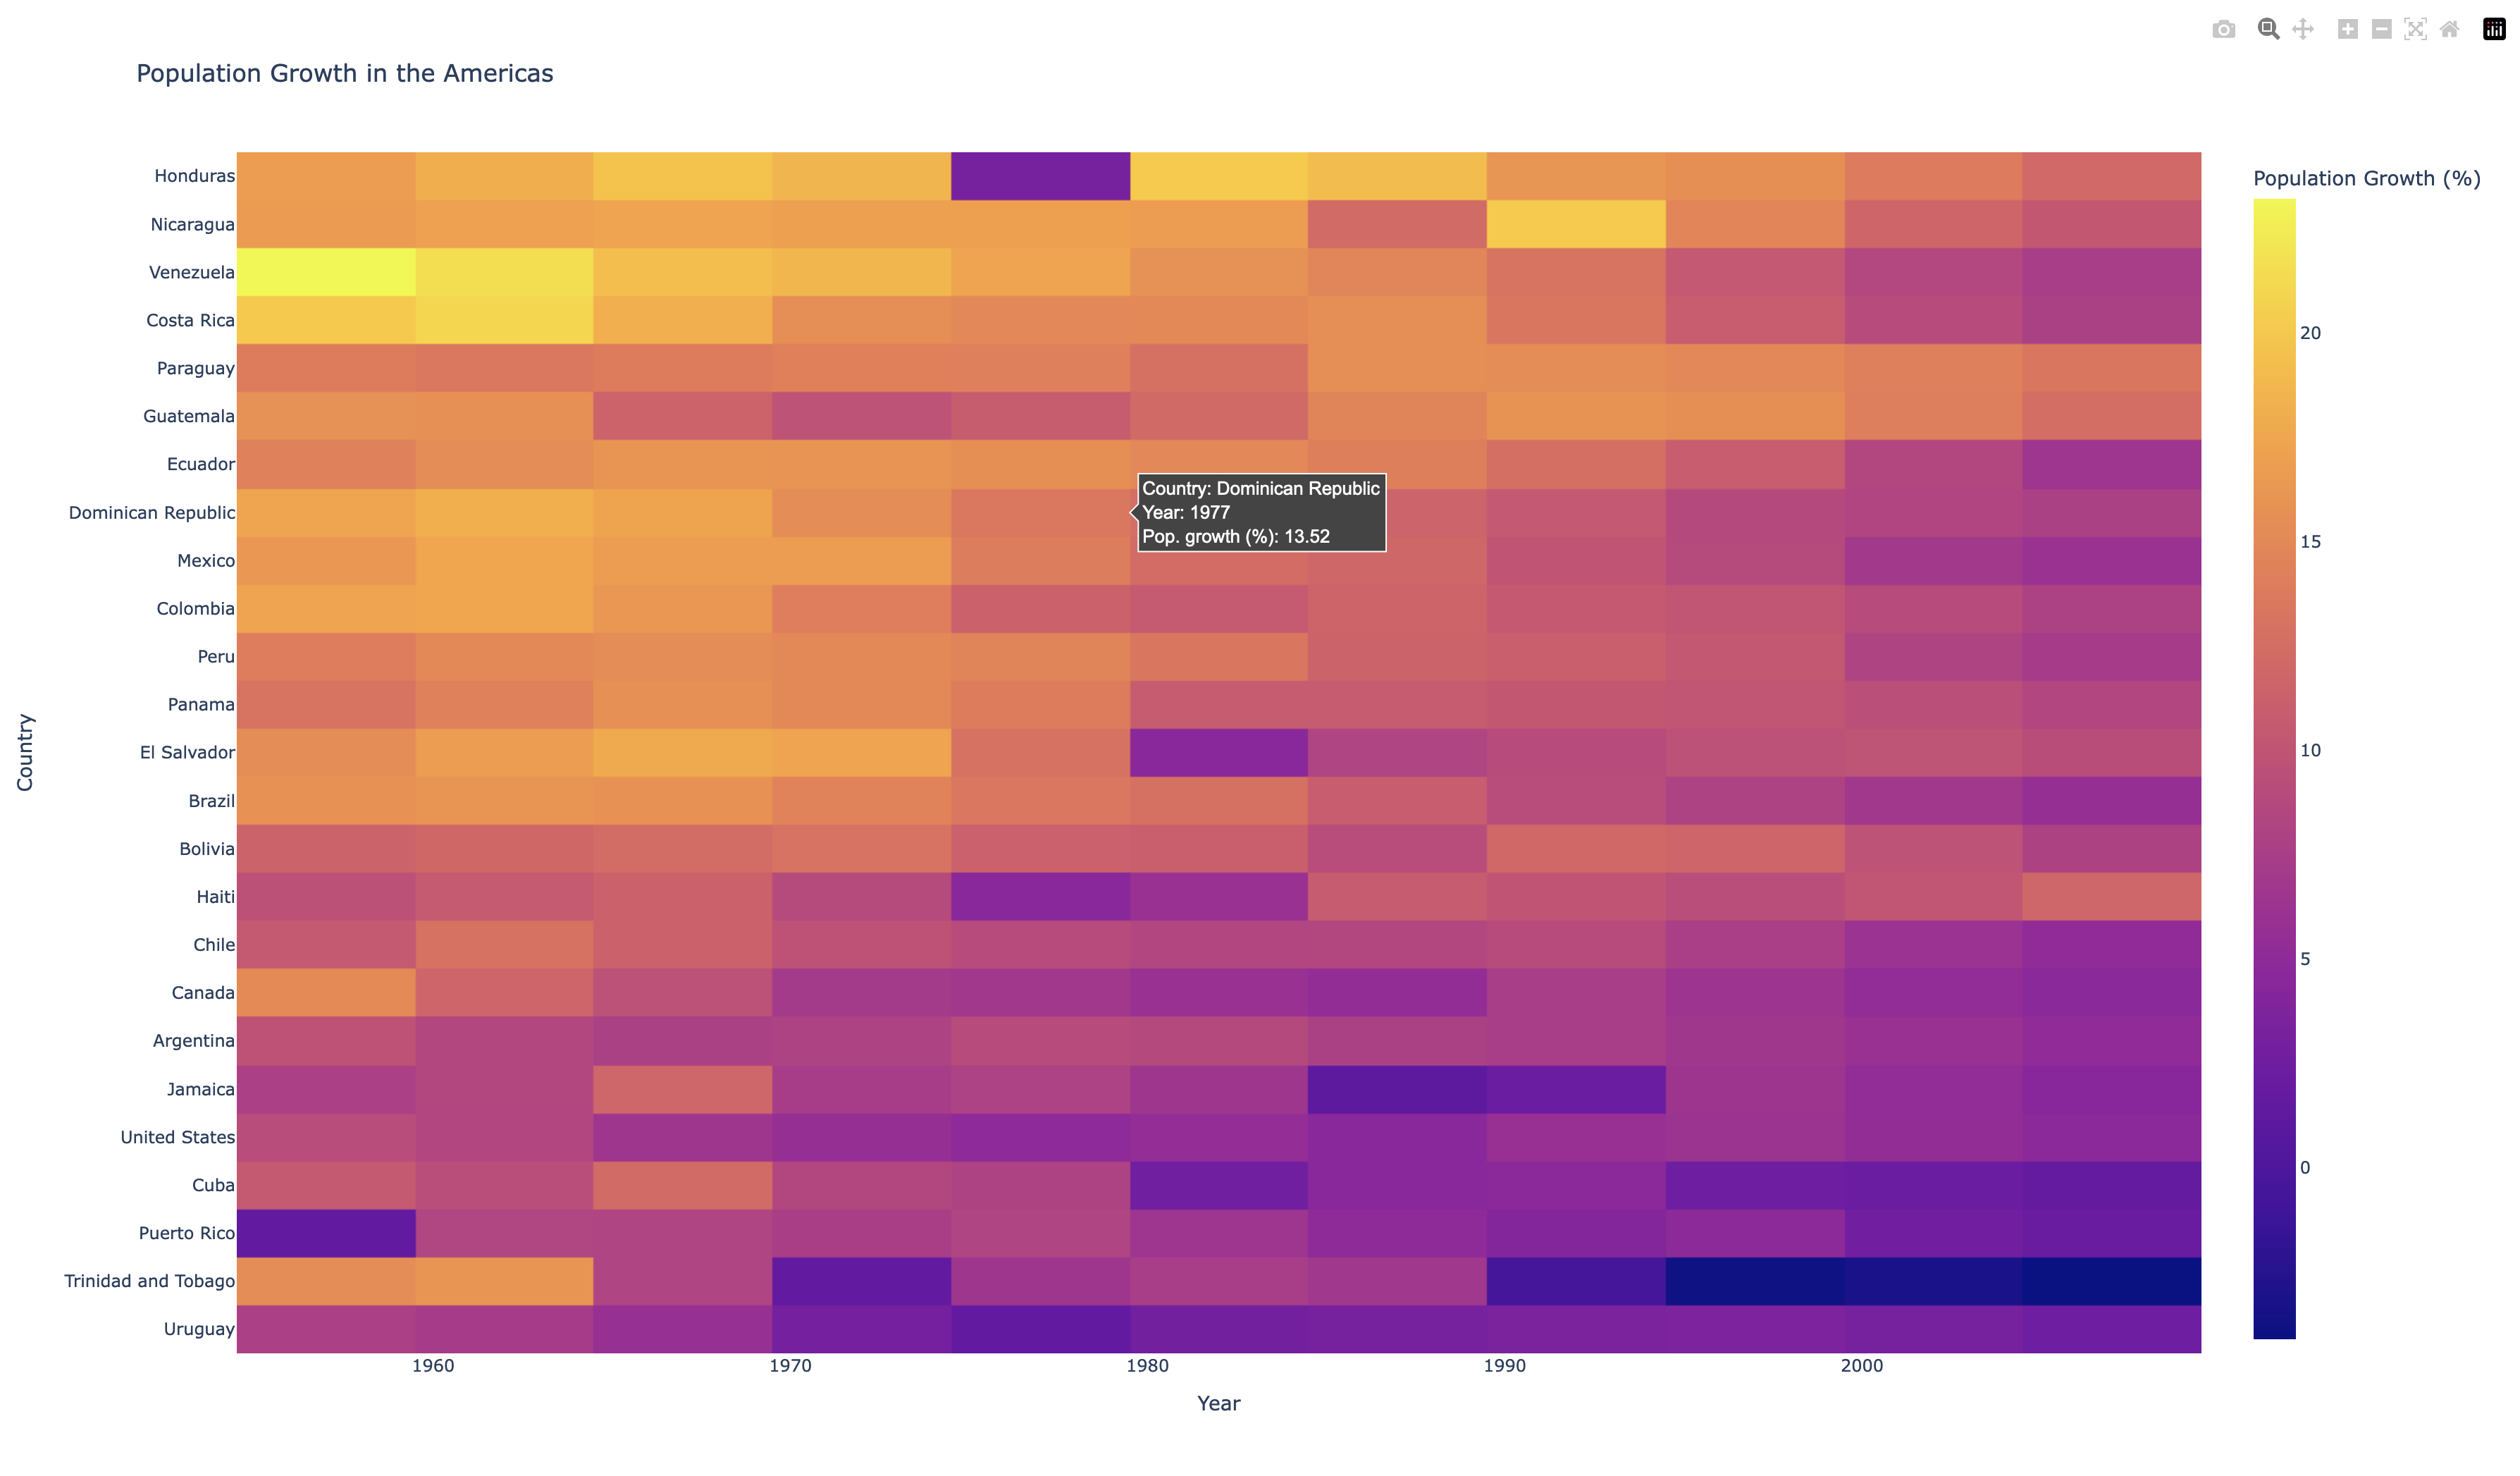 Population Growth in the Americas
Honduras
Nicaragua
Venezuela
Costa Rica
Paraguay
Guatemala
Ecuador
Dominican Republic
Mexico
Colombia
Peru
Panama
El Salvador
Brazil
Bolivia
Haiti
Chile
Canada
Argentina
Jamaica
United States
Cuba
Puerto Rico
Trinidad and Tobago
Uruguay
Country
Country: Dominican Republic
Year: 1977
Pop. growth (%): 13.52
1960
1970
1980
1990
2000
Year
Population Growth (%)
20
15
10
5
0